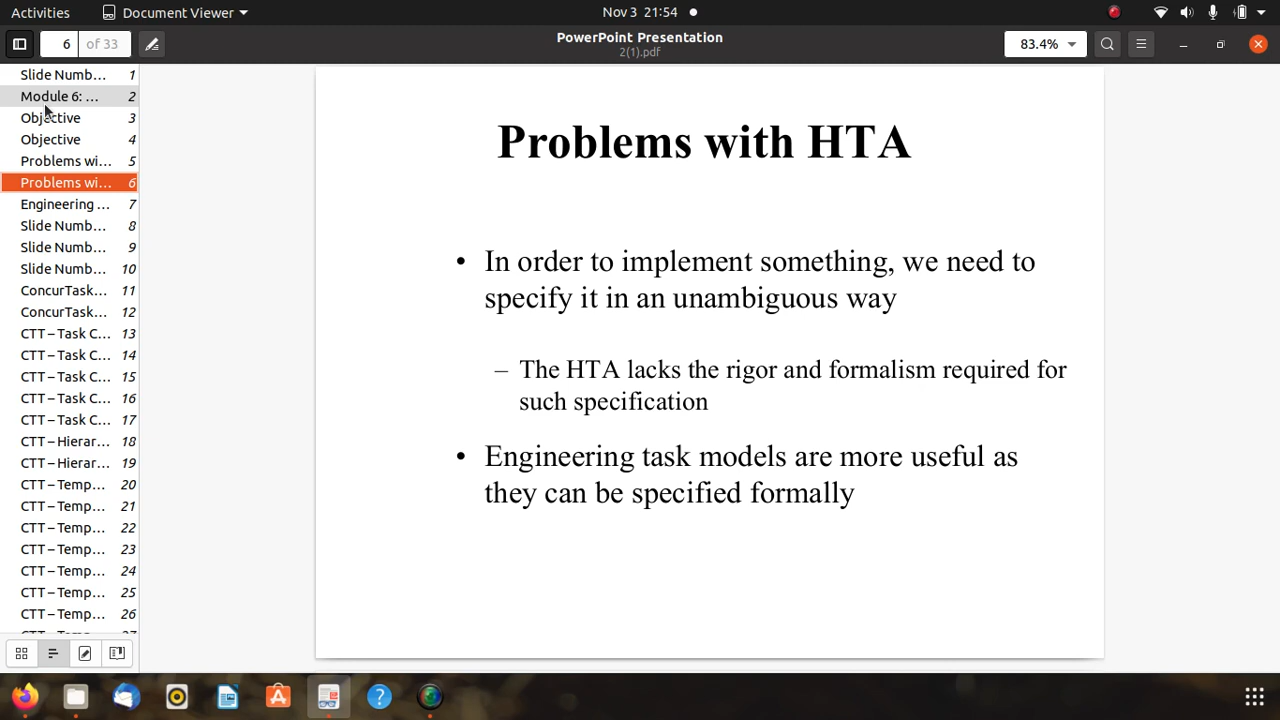 Activities Document Viewer Nov 3 21:54
6 of 33 PowerPoint Presentation 83.4%
2(1).pdf
Slide Numb... 1
Module 6: ... 2
Objective 3
Objective 4
Problems wi... 5
Problems wi... 6
Engineering ... 7
Slide Numb... 8
Slide Numb... 9
Slide Numb... 10
ConcurTask... 11
ConcurTask... 12
CTT – Task C... 13
CTT – Task C... 14
CTT – Task C... 15
CTT – Task C... 16
CTT – Task C... 17
CTT – Hierar... 18
CTT – Hierar... 19
CTT – Temp... 20
CTT – Temp... 21
CTT – Temp... 22
CTT – Temp... 23
CTT – Temp... 24
CTT – Temp... 25
CTT – Temp... 26
CTT – Temp... 27
Problems with HTA
• In order to implement something, we need to
specify it in an unambiguous way
– The HTA lacks the rigor and formalism required for
such specification
• Engineering task models are more useful as
they can be specified formally